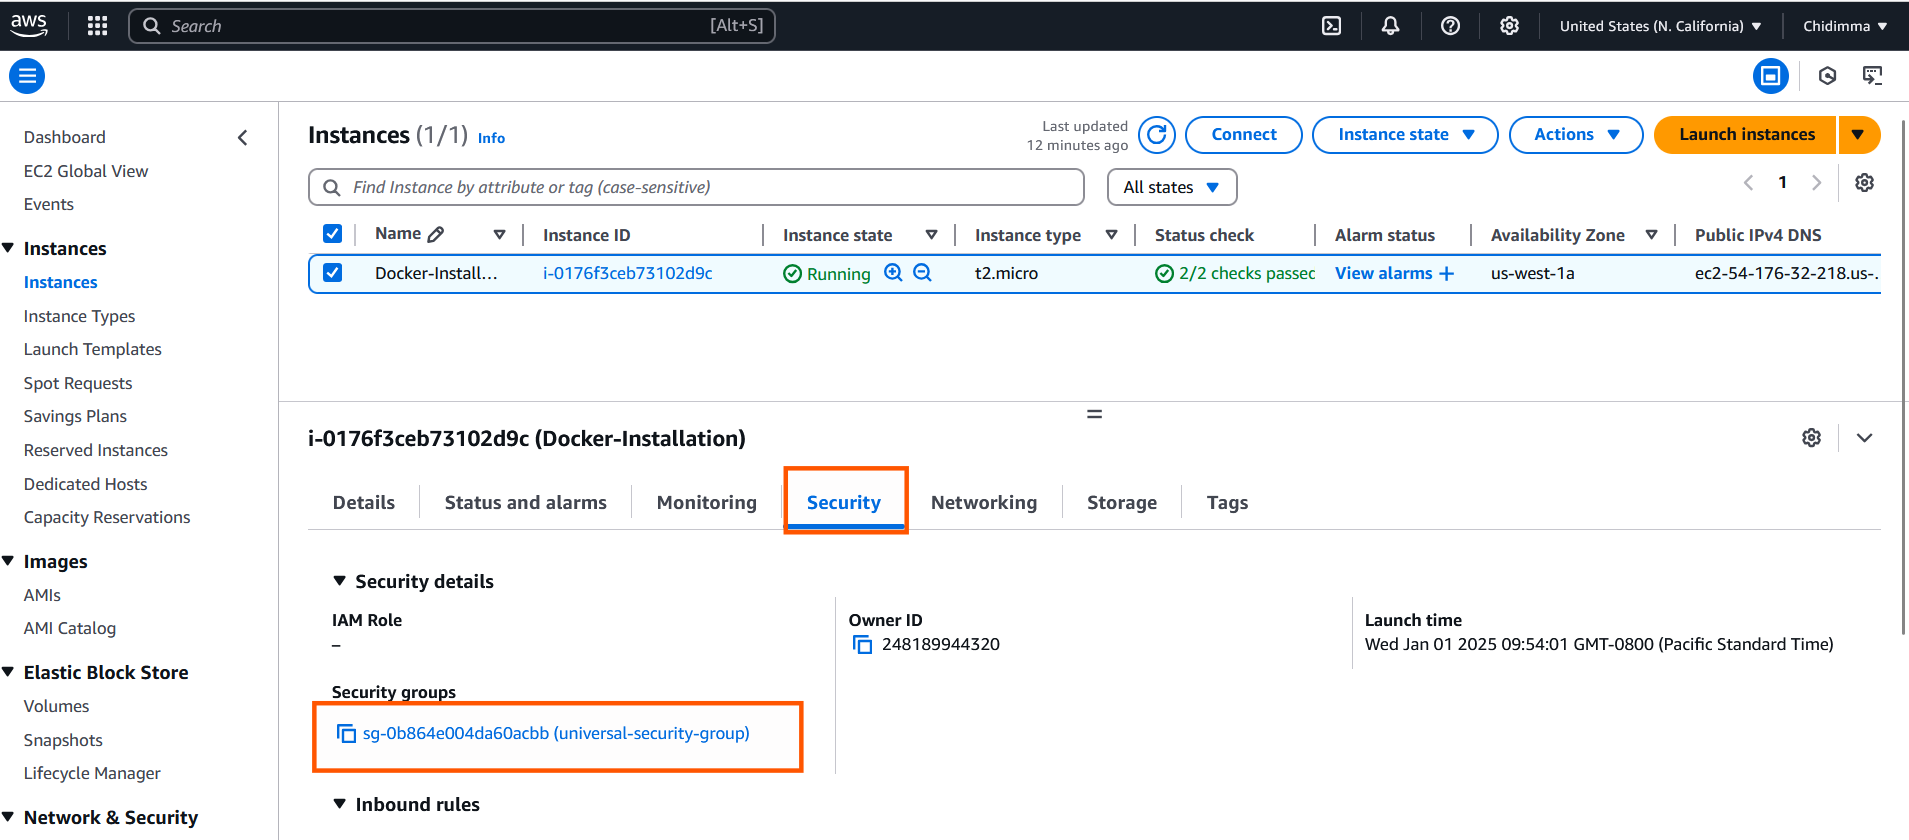 aws Search [Alt+S] United States (N. California) Chidimma
Dashboard
EC2 Global View
Events
Instances
Instances
Instance Types
Launch Templates
Spot Requests
Savings Plans
Reserved Instances
Dedicated Hosts
Capacity Reservations
Images
AMIs
AMI Catalog
Elastic Block Store
Volumes
Snapshots
Lifecycle Manager
Network & Security
Instances (1/1) Info
Last updated
12 minutes ago
Connect Instance state Actions Launch instances
Find Instance by attribute or tag (case-sensitive) All states 1
Name Instance ID Instance state Instance type Status check Alarm status Availability Zone Public IPv4 DNS
Docker-Install... i-0176f3ceb73102d9c Running t2.micro 2/2 checks passed View alarms + us-west-1a ec2-54-176-32-218.us-...
i-0176f3ceb73102d9c (Docker-Installation)
Details Status and alarms Monitoring Security Networking Storage Tags
Security details
IAM Role
–
Owner ID
248189944320
Launch time
Wed Jan 01 2025 09:54:01 GMT-0800 (Pacific Standard Time)
Security groups
sg-0b864e004da60acbb (universal-security-group)
Inbound rules